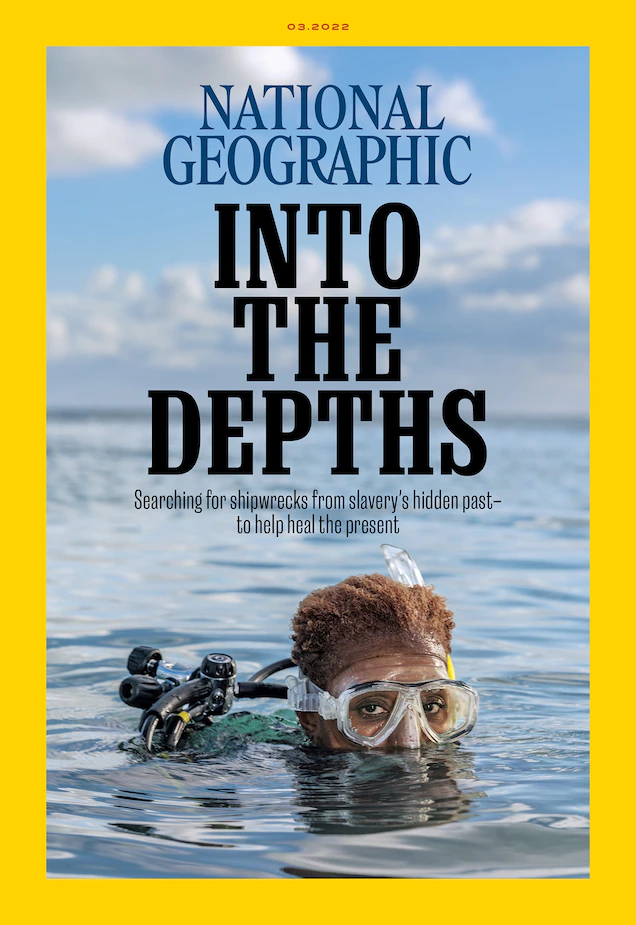 03.2022
NATIONAL
GEOGRAPHIC
INTO
THE
DEPTHS
Searching for shipwrecks from slavery's hidden past—
to help heal the present